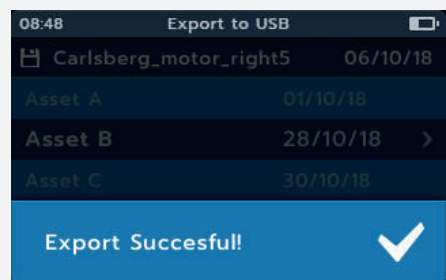 08:48 Export to USB
Carlsberg_motor_right5 06/10/18
Asset A 01/10/18
Asset B 28/10/18 >
Asset C 30/10/18
Export Succesful!